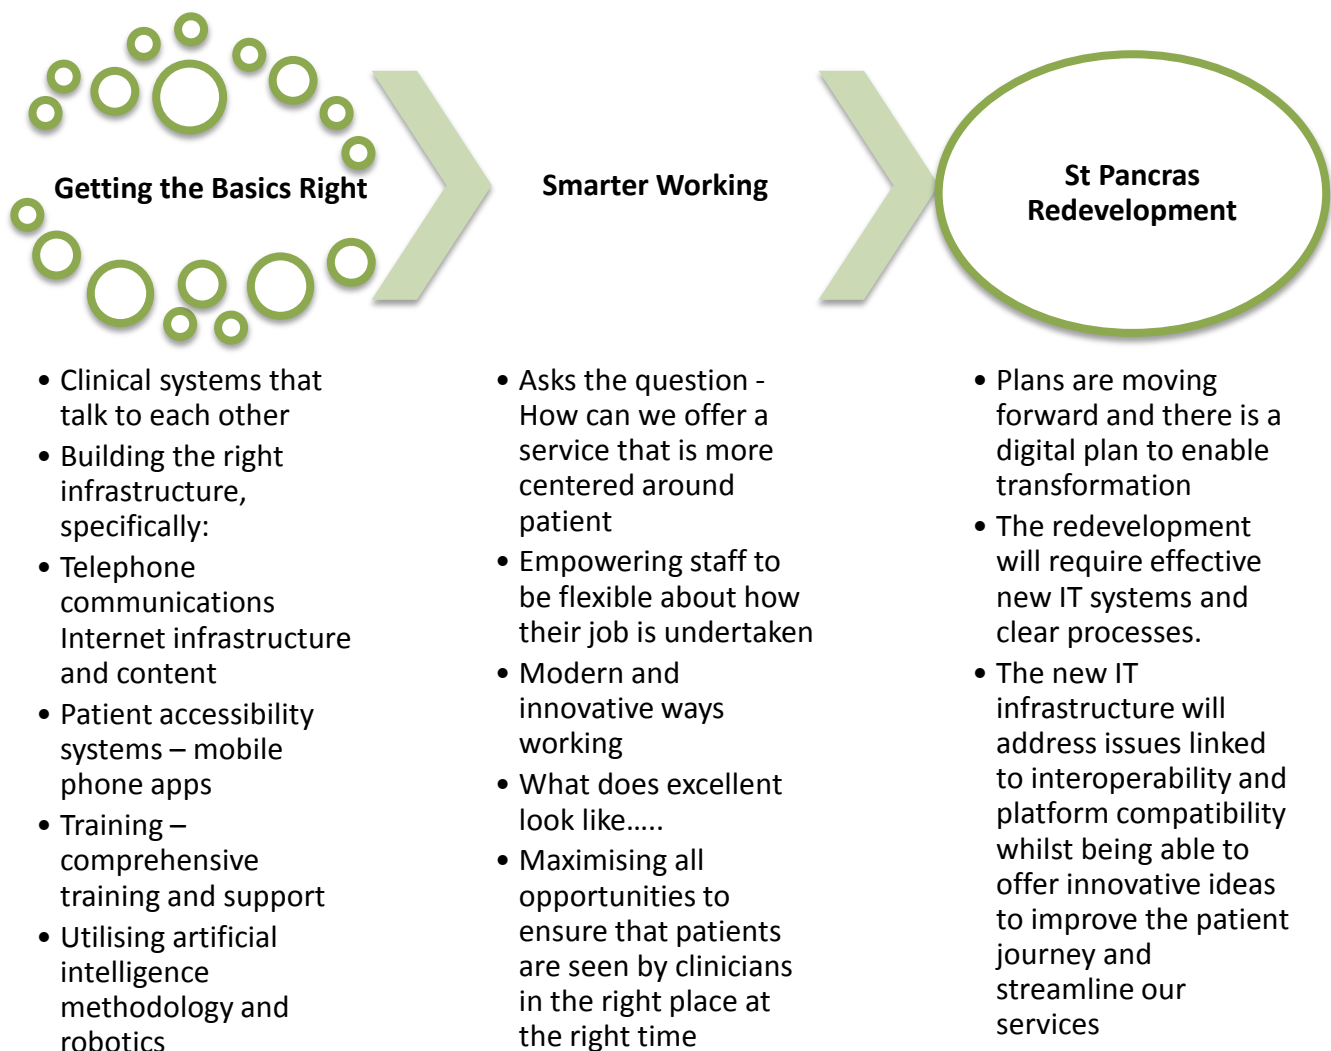 Getting the Basics Right
Smarter Working
St Pancras
Redevelopment
• Clinical systems that
talk to each other
• Building the right
infrastructure,
specifically:
• Telephone
communications
Internet infrastructure
and content
• Patient accessibility
systems – mobile
phone apps
• Training –
comprehensive
training and support
• Utilising artificial
intelligence
methodology and
robotics
• Asks the question -
How can we offer a
service that is more
centered around
patient
• Empowering staff to
be flexible about how
their job is undertaken
• Modern and
innovative ways
working
• What does excellent
look like…..
• Maximising all
opportunities to
ensure that patients
are seen by clinicians
in the right place at
the right time
• Plans are moving
forward and there is a
digital plan to enable
transformation
• The redevelopment
will require effective
new IT systems and
clear processes.
• The new IT
infrastructure will
address issues linked
to interoperability and
platform compatibility
whilst being able to
offer innovative ideas
to improve the patient
journey and
streamline our
services